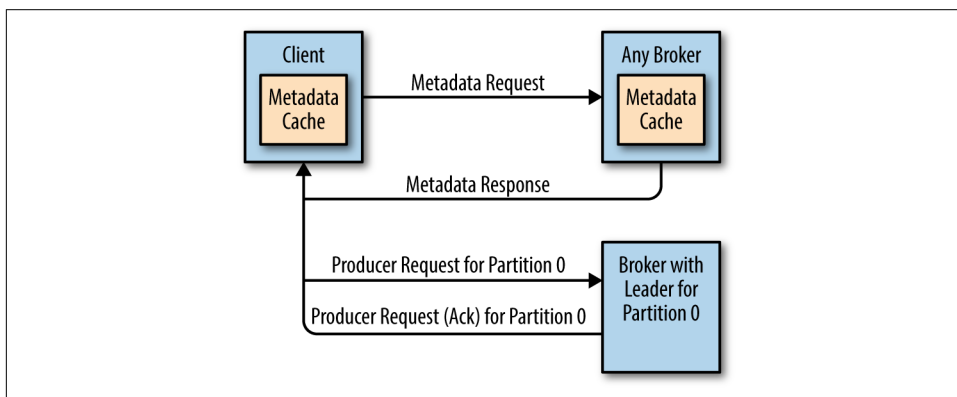 Client
Metadata
Cache
Metadata Request
Any Broker
Metadata
Cache
Metadata Response
Producer Request for Partition 0
Broker with
Leader for
Partition 0
Producer Request (Ack) for Partition 0